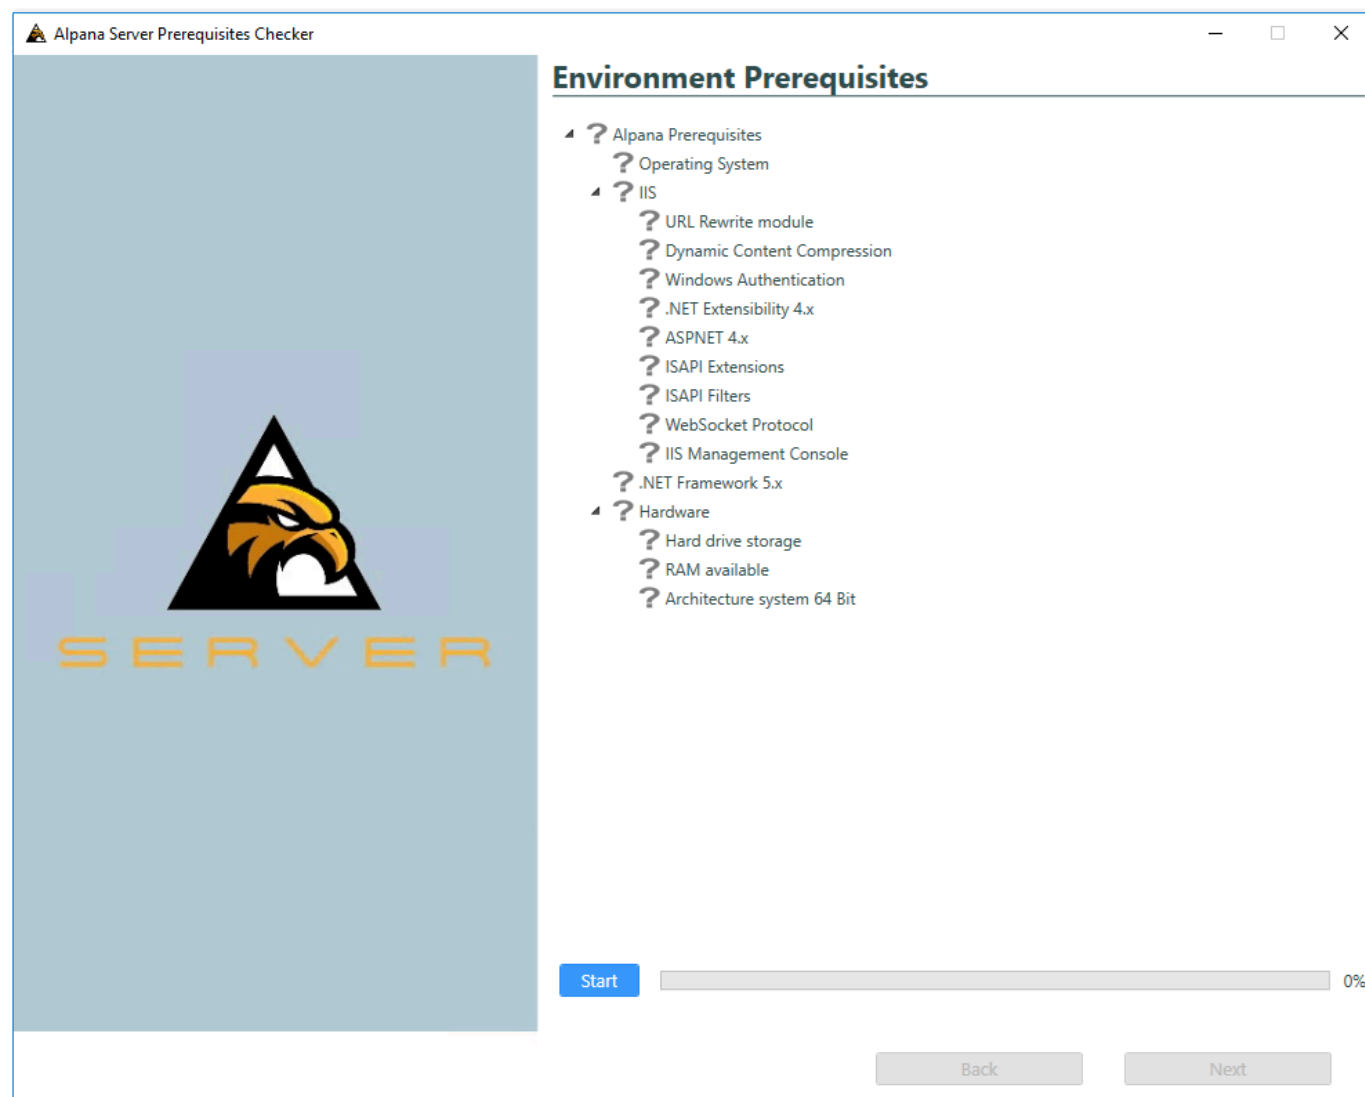 Alpana Server Prerequisites Checker
Environment Prerequisites
Alpana Prerequisites
Operating System
IIS
URL Rewrite module
Dynamic Content Compression
Windows Authentication
.NET Extensibility 4.x
ASPNET 4.x
ISAPI Extensions
ISAPI Filters
WebSocket Protocol
IIS Management Console
.NET Framework 5.x
Hardware
Hard drive storage
RAM available
Architecture system 64 Bit
SERVER
Start
0%
Back
Next